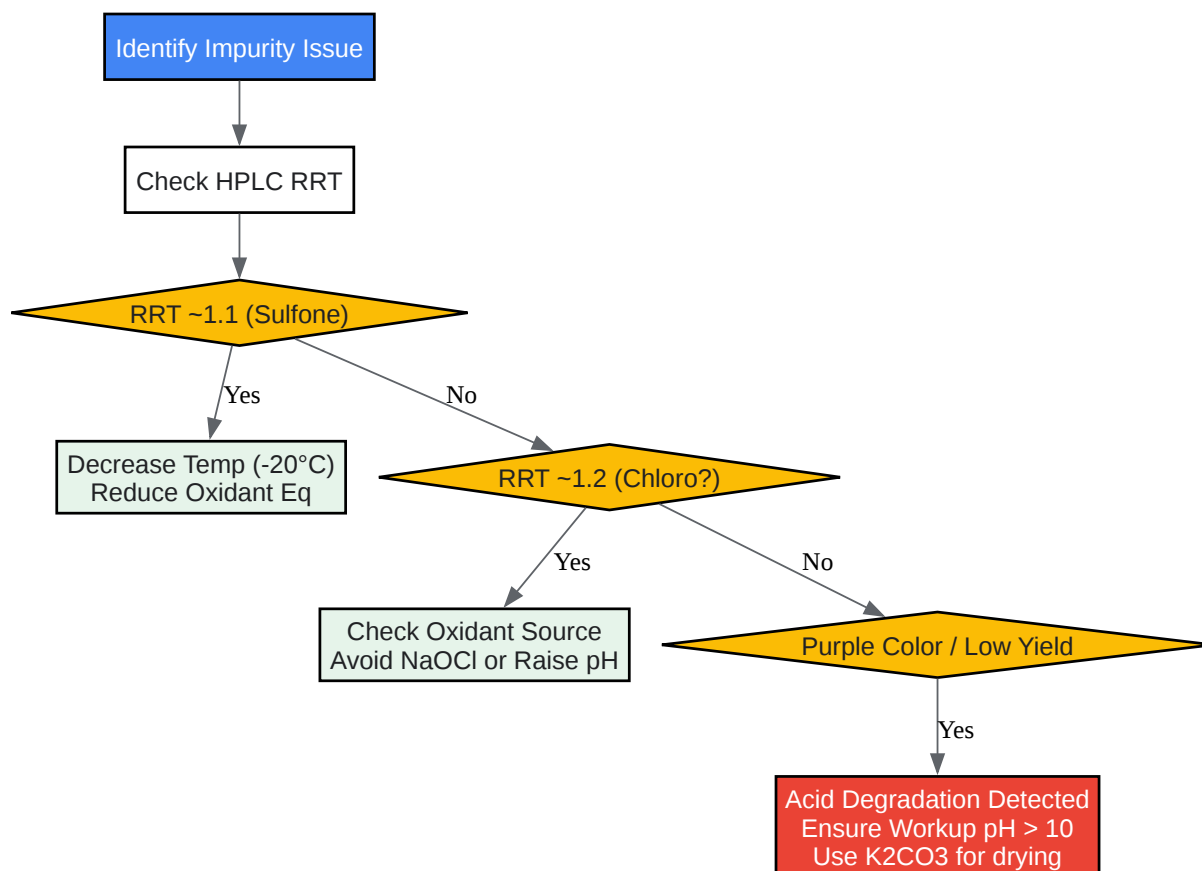 Identify Impurity Issue
Check HPLC RRT
RRT ~1.1 (Sulfone)
Yes
No
Decrease Temp (-20°C)
Reduce Oxidant Eq
RRT ~1.2 (Chloro?)
Yes
No
Check Oxidant Source
Avoid NaOCl or Raise pH
Purple Color / Low Yield
Yes
Acid Degradation Detected
Ensure Workup pH > 10
Use K2CO3 for drying